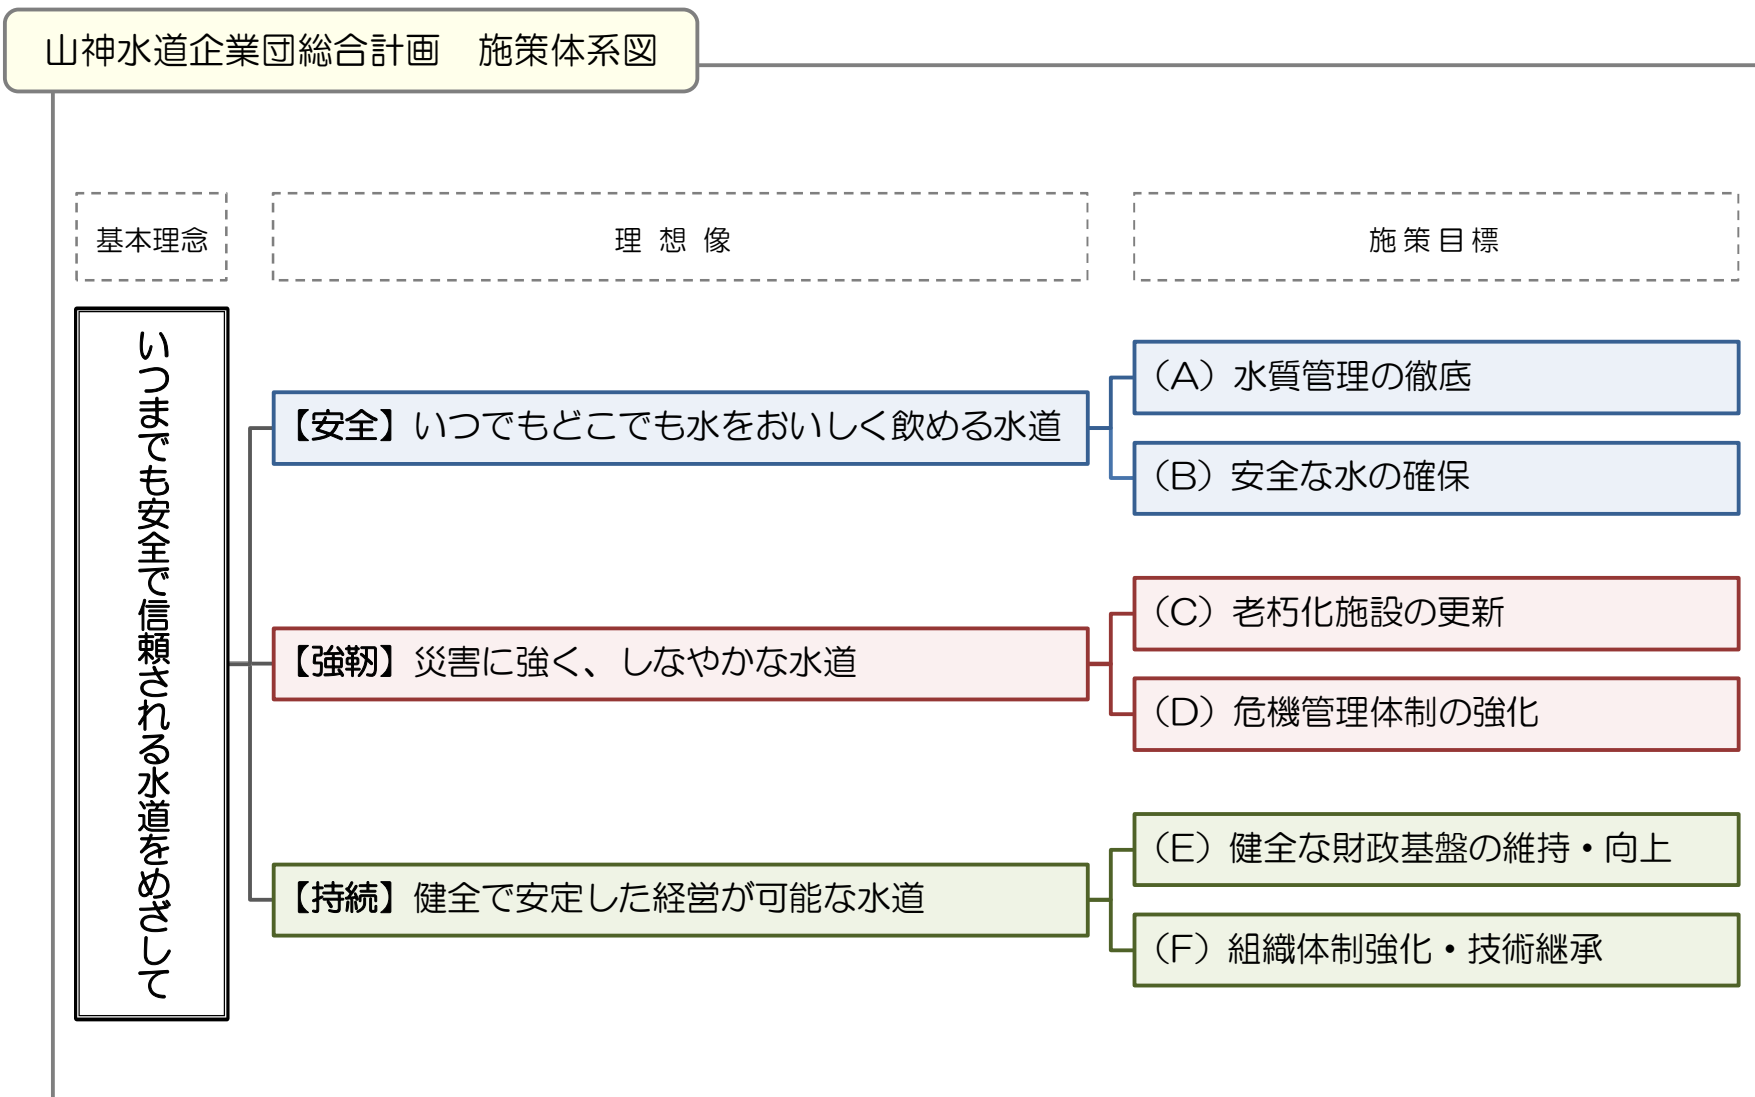 山神水道企業団総合計画　施策体系図
基本理念
理 想 像
施策目標
いつまでも安全で信頼される水道をめざして
【安全】いつでもどこでも水をおいしく飲める水道
（A）水質管理の徹底
（B）安全な水の確保
【強靭】災害に強く、しなやかな水道
（C）老朽化施設の更新
（D）危機管理体制の強化
【持続】健全で安定した経営が可能な水道
（E）健全な財政基盤の維持・向上
（F）組織体制強化・技術継承